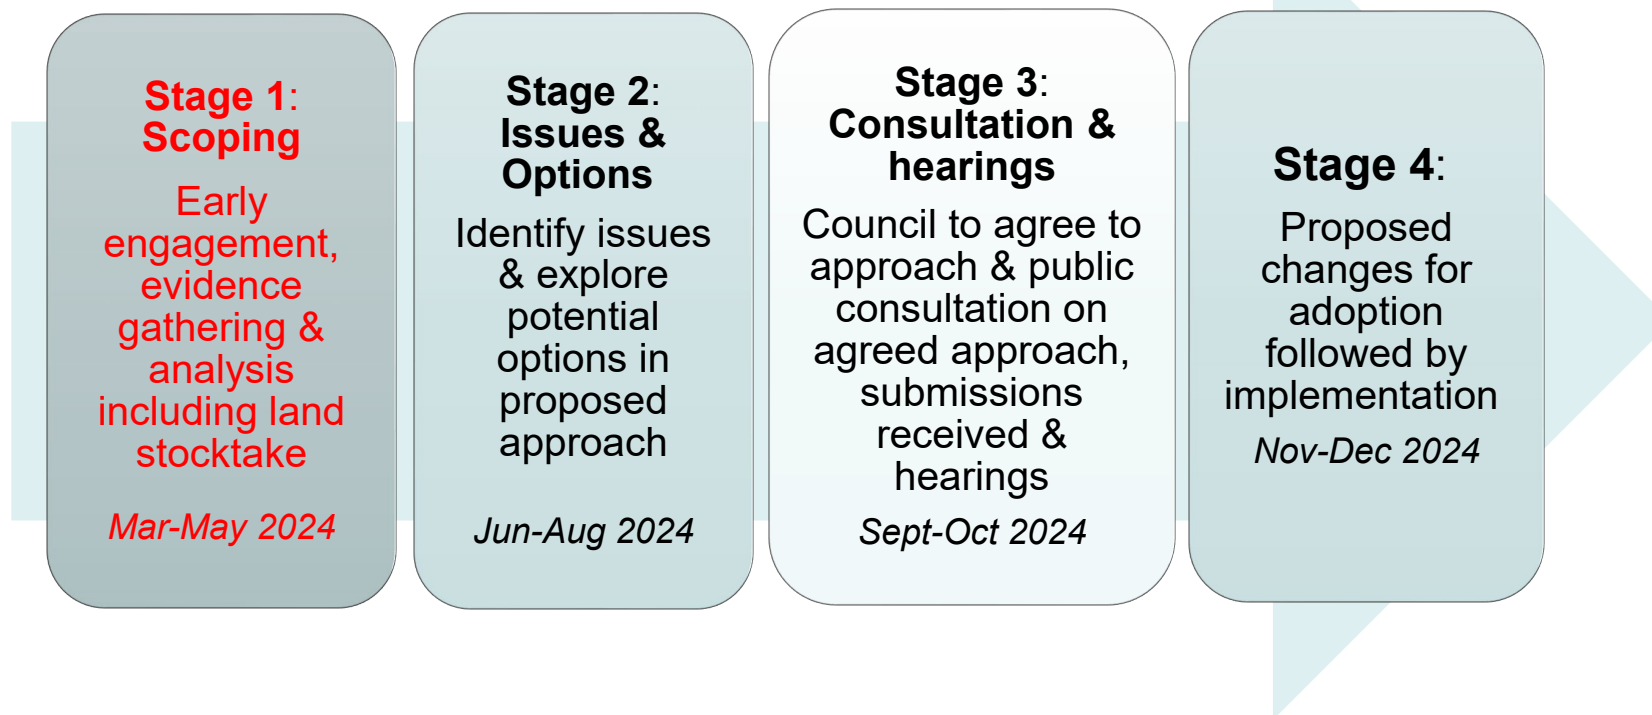 Stage 1:
Scoping
Early
engagement,
evidence
gathering &
analysis
including land
stocktake
Mar-May 2024
Stage 2:
Issues &
Options
Identify issues
& explore
potential
options in
proposed
approach
Jun-Aug 2024
Stage 3:
Consultation &
hearings
Council to agree to
approach & public
consultation on
agreed approach,
submissions
received &
hearings
Sept-Oct 2024
Stage 4:
Proposed
changes for
adoption
followed by
implementation
Nov-Dec 2024